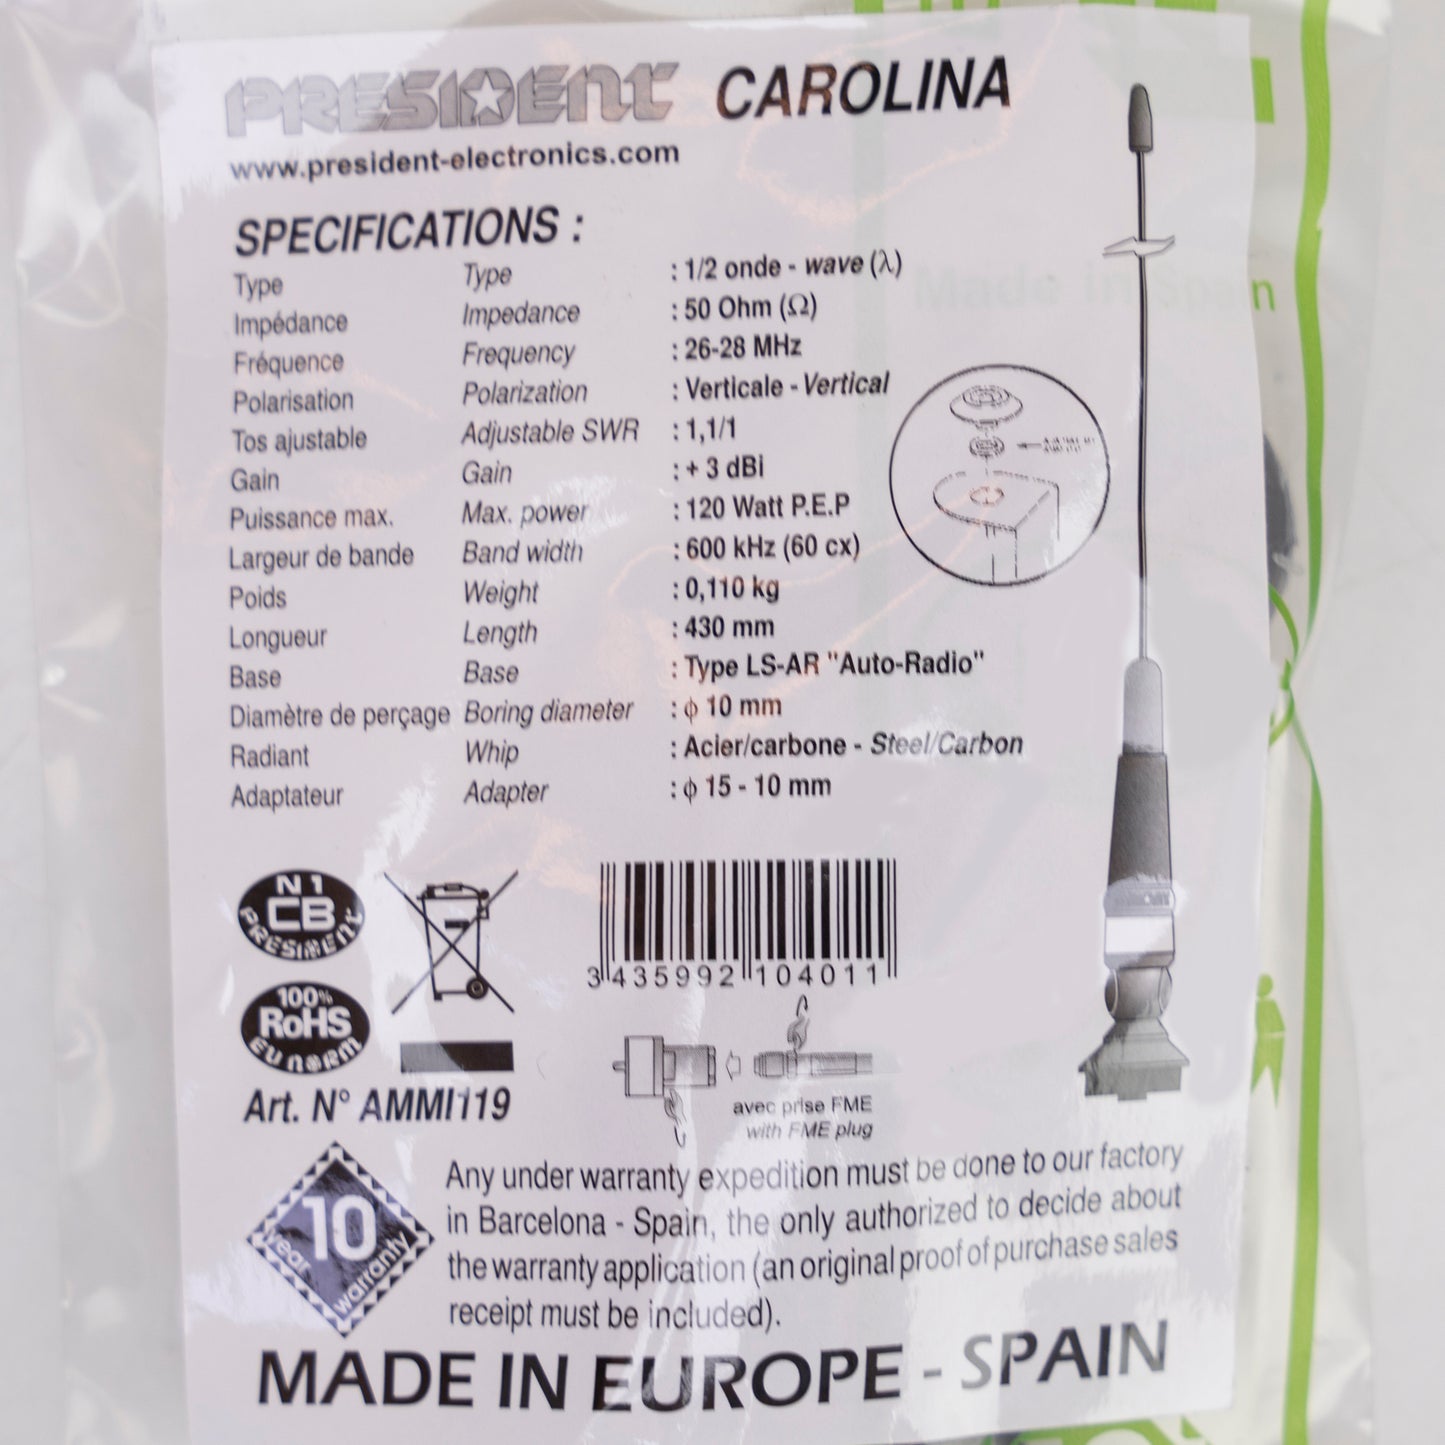 PRESIDENT CAROLINA
www.president-electronics.com
SPECIFICATIONS :
Type Type : 1/2 onde - wave (λ)
Impédance Impedance : 50 Ohm (Ω)
Fréquence Frequency : 26-28 MHz
Polarisation Polarization : Verticale - Vertical
Tos ajustable Adjustable SWR : 1,1/1
Gain Gain : + 3 dBi
Puissance max. Max. power : 120 Watt P.E.P
Largeur de bande Band width : 600 kHz (60 cx)
Poids Weight : 0,110 kg
Longueur Length : 430 mm
Base Base : Type LS-AR "Auto-Radio"
Diamètre de perçage Boring diameter : ϕ 10 mm
Radiant Whip : Acier/carbone - Steel/Carbon
Adaptateur Adapter : ϕ 15 - 10 mm
Made in Spain
N 1
CB
PRESIDENT
100%
RoHS
EU NORM
3 435992 104011
Art. N° AMMI119
avec prise FME
with FME plug
10
year warranty
Any under warranty expedition must be done to our factory
in Barcelona - Spain, the only authorized to decide about
the warranty application (an original proof of purchase sales
receipt must be included).
MADE IN EUROPE - SPAIN